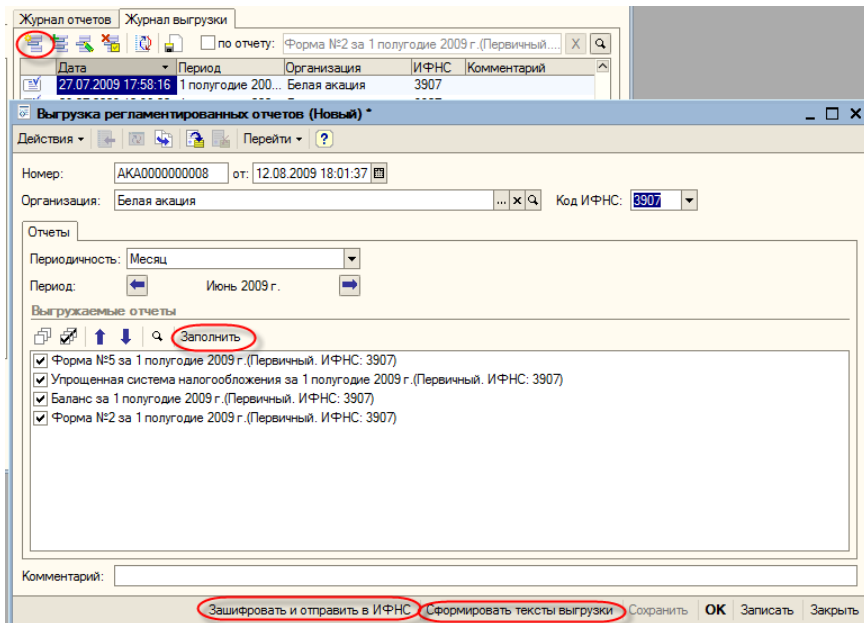 Журнал отчетов Журнал выгрузки
по отчету: Форма №2 за 1 полугодие 2009 г.(Первичный.... X
Дата Период Организация ИФНС Комментарий
27.07.2009 17:58:16 1 полугодие 200... Белая акация 3907
Выгрузка регламентированных отчетов (Новый) *
Действия Перейти ?
Номер: АКА0000000008 от: 12.08.2009 18:01:37
Организация: Белая акация ... x Код ИФНС: 3907
Отчеты
Периодичность: Месяц
Период: Июнь 2009 г.
Выгружаемые отчеты
Заполнить
Форма №5 за 1 полугодие 2009 г.(Первичный. ИФНС: 3907)
Упрощенная система налогообложения за 1 полугодие 2009 г.(Первичный. ИФНС: 3907)
Баланс за 1 полугодие 2009 г.(Первичный. ИФНС: 3907)
Форма №2 за 1 полугодие 2009 г.(Первичный. ИФНС: 3907)
Комментарий:
Зашифровать и отправить в ИФНС Сформировать тексты выгрузки Сохранить OK Записать Закрыть